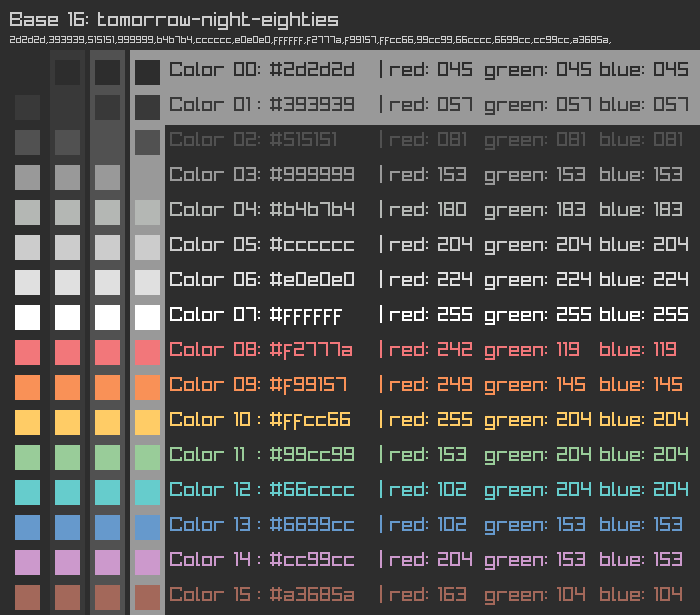 Base 16: tomorrow-night-eighties
2d2d2d,393939,515151,999999,b4b7b4,cccccc,e0e0e0,ffffff,f2777a,f99157,ffcc66,99cc99,66cccc,6699cc,cc99cc,a3685a,
Color 00: #2d2d2d | red: 045 green: 045 blue: 045
Color 01 : #393939 | red: 057 green: 057 blue: 057
Color 02: #515151 | red: 081 green: 081 blue: 081
Color 03: #999999 | red: 153 green: 153 blue: 153
Color 04: #b4b7b4 | red: 180 green: 183 blue: 183
Color 05: #cccccc | red: 204 green: 204 blue: 204
Color 06: #e0e0e0 | red: 224 green: 224 blue: 224
Color 07: #ffffff | red: 255 green: 255 blue: 255
Color 08: #f2777a | red: 242 green: 119 blue: 119
Color 09: #f99157 | red: 249 green: 145 blue: 145
Color 10 : #ffcc66 | red: 255 green: 204 blue: 204
Color 11 : #99cc99 | red: 153 green: 204 blue: 204
Color 12 : #66cccc | red: 102 green: 204 blue: 204
Color 13 : #6699cc | red: 102 green: 153 blue: 153
Color 14 : #cc99cc | red: 204 green: 153 blue: 153
Color 15 : #a3685a | red: 163 green: 104 blue: 104